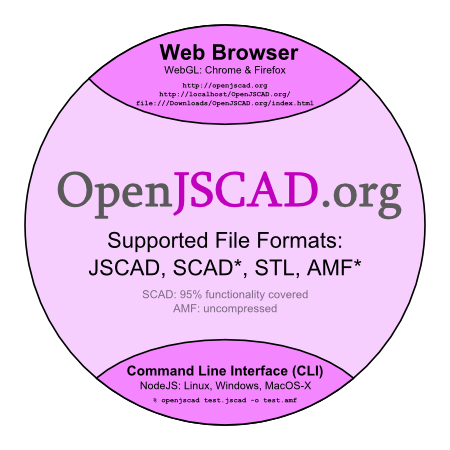 Web Browser
WebGL: Chrome & Firefox
http://openjscad.org
http://localhost/OpenJSCAD.org/
file:///Downloads/OpenJSCAD.org/index.html
OpenJSCAD.org
Supported File Formats:
JSCAD, SCAD*, STL, AMF*
SCAD: 95% functionality covered
AMF: uncompressed
Command Line Interface (CLI)
NodeJS: Linux, Windows, MacOS-X
% openjscad test.jscad -o test.amf